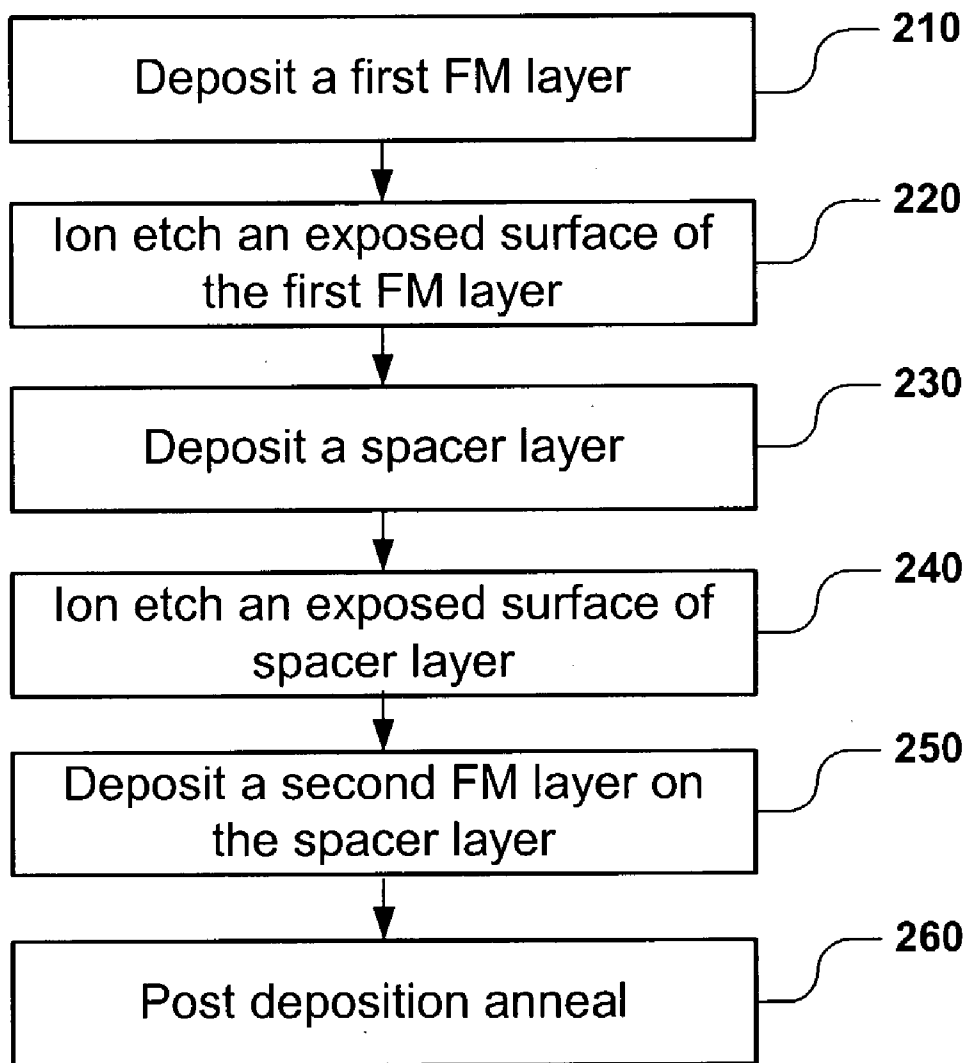 210
Deposit a first FM layer
220
Ion etch an exposed surface of
the first FM layer
230
Deposit a spacer layer
240
Ion etch an exposed surface of
spacer layer
250
Deposit a second FM layer on
the spacer layer
260
Post deposition anneal